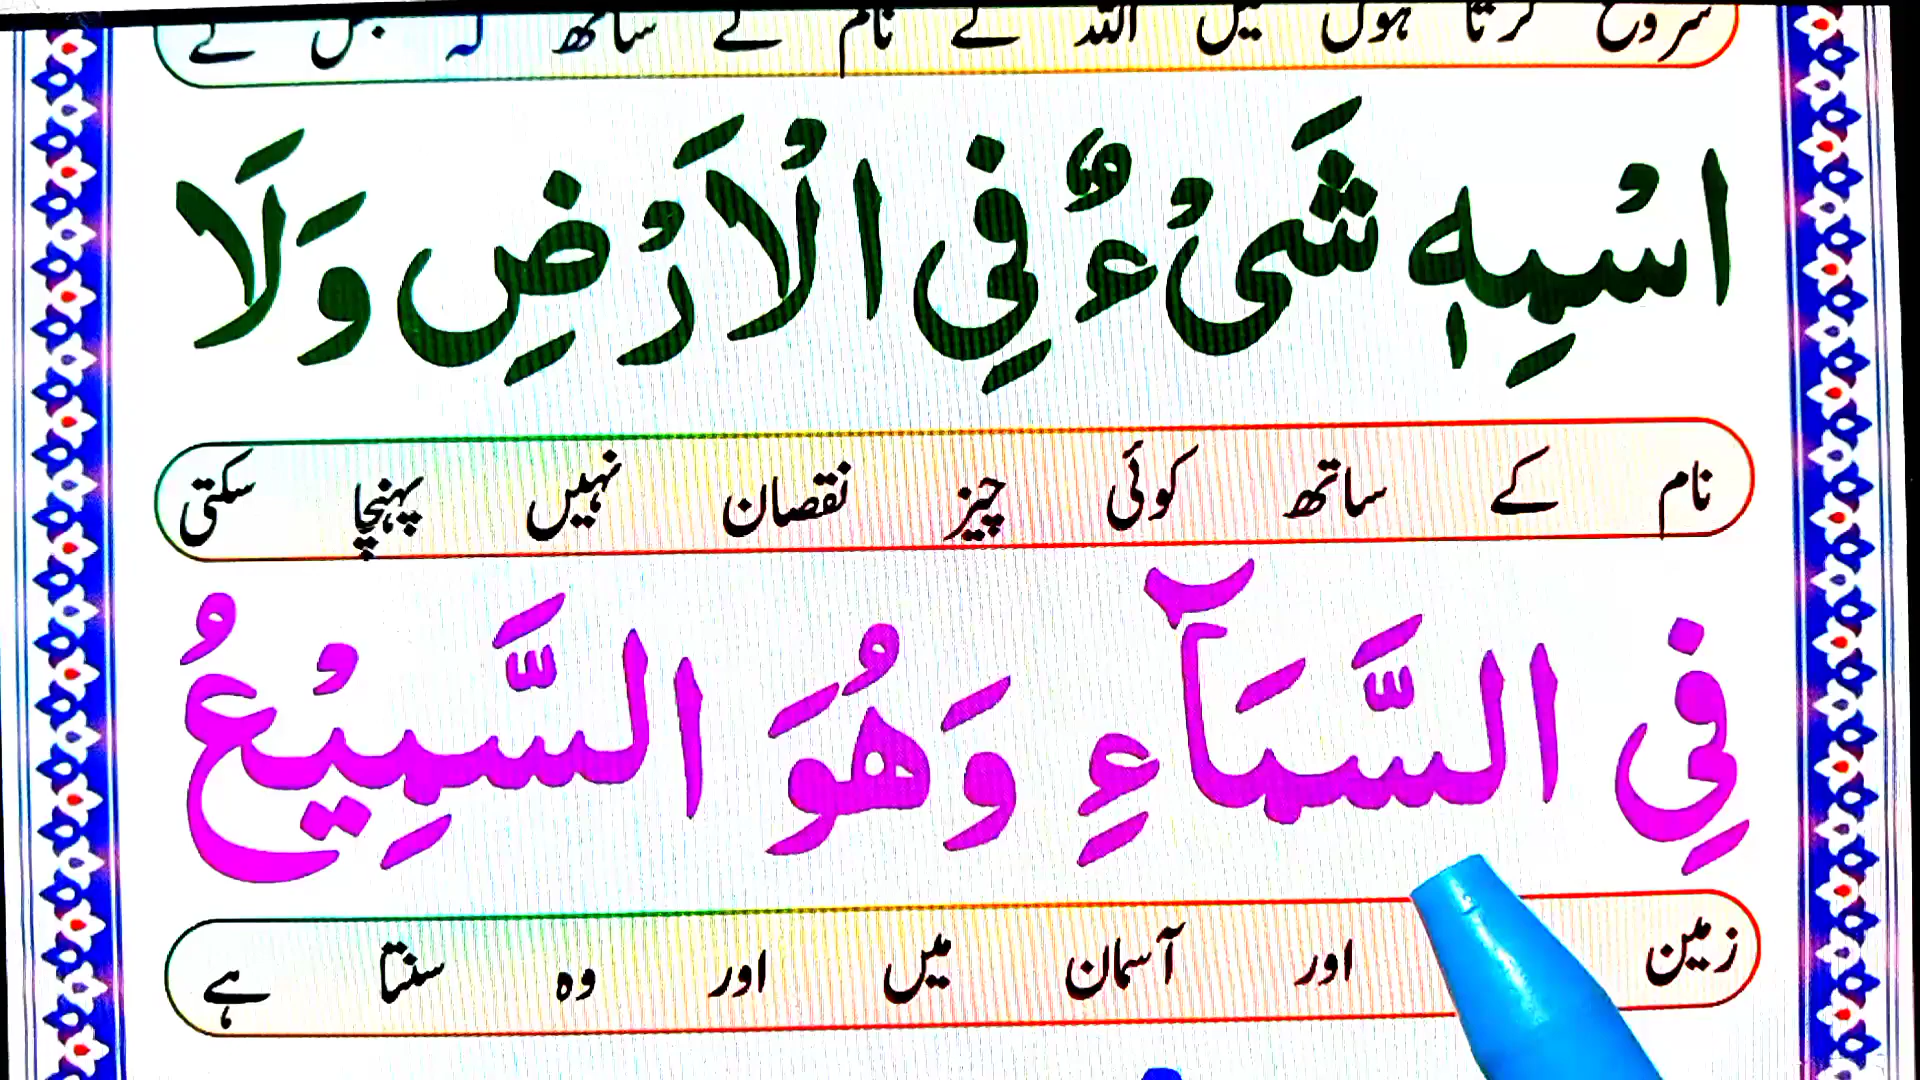 شروع کرتا ہوں میں اللہ کے نام کے ساتھ کہ جس کے
اسْمِهٖ شَیْءٌ فِی الْاَرْضِ وَلَا
نام کے ساتھ کوئی چیز نقصان نہیں پہنچا سکتی
فِی السَّمَآءِ وَهُوَ السَّمِیْعُ
زمین اور آسمان میں اور وہ سنتا ہے